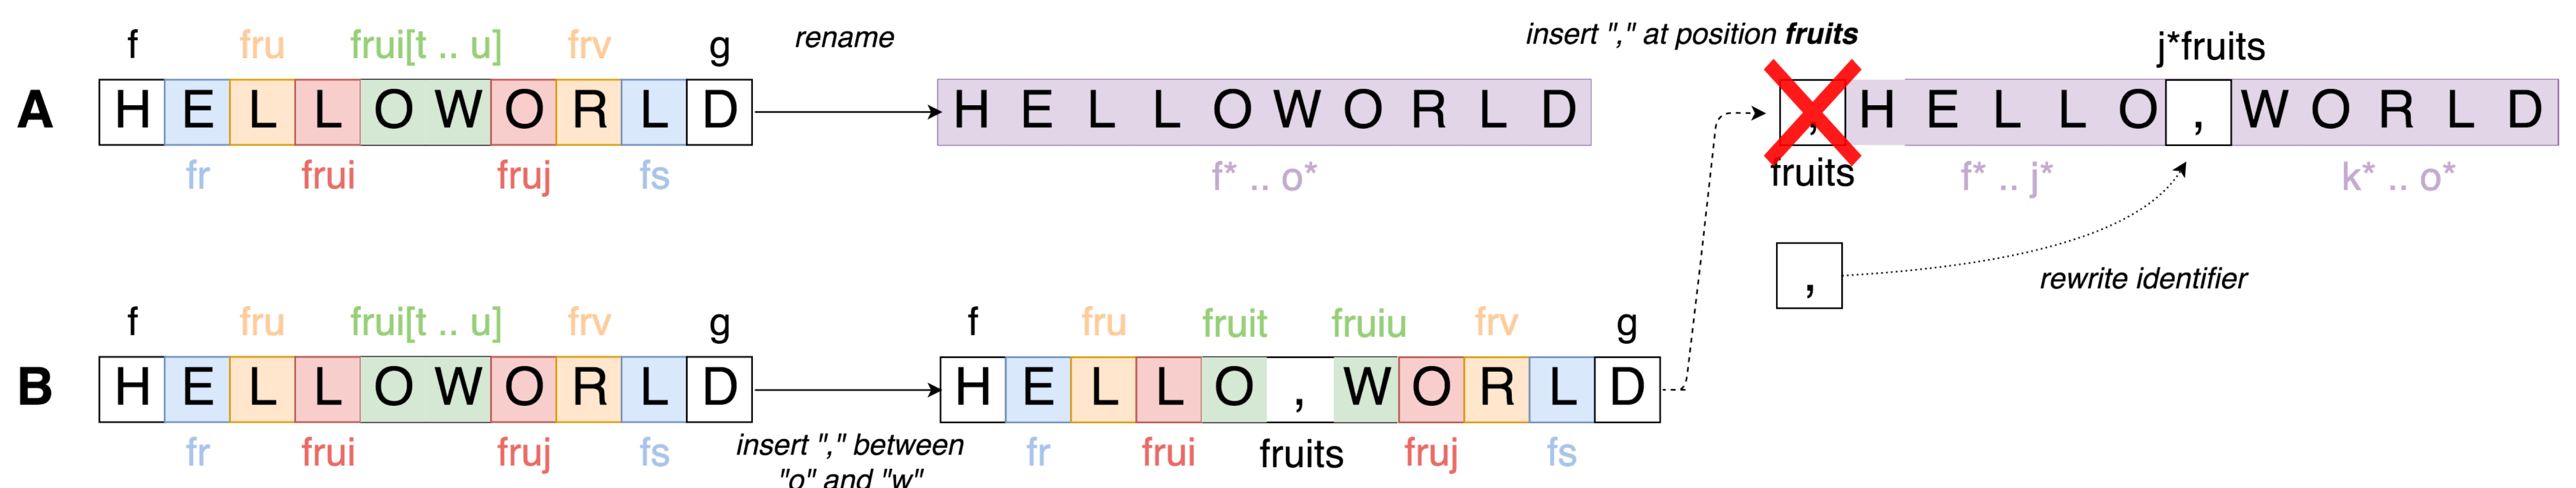 f fru frui[t .. u] frv g rename insert "," at position fruits j*fruits
A H E L L O W O R L D H E L L O W O R L D , H E L L O , W O R L D
fr frui fruj fs f* .. o* fruits f* .. j* k* .. o*
, rewrite identifier
f fru frui[t .. u] frv g f fru fruit fruiu frv g
B H E L L O W O R L D H E L L O , W O R L D
fr frui fruj fs insert "," between fr frui fruits fruj fs
"o" and "w"